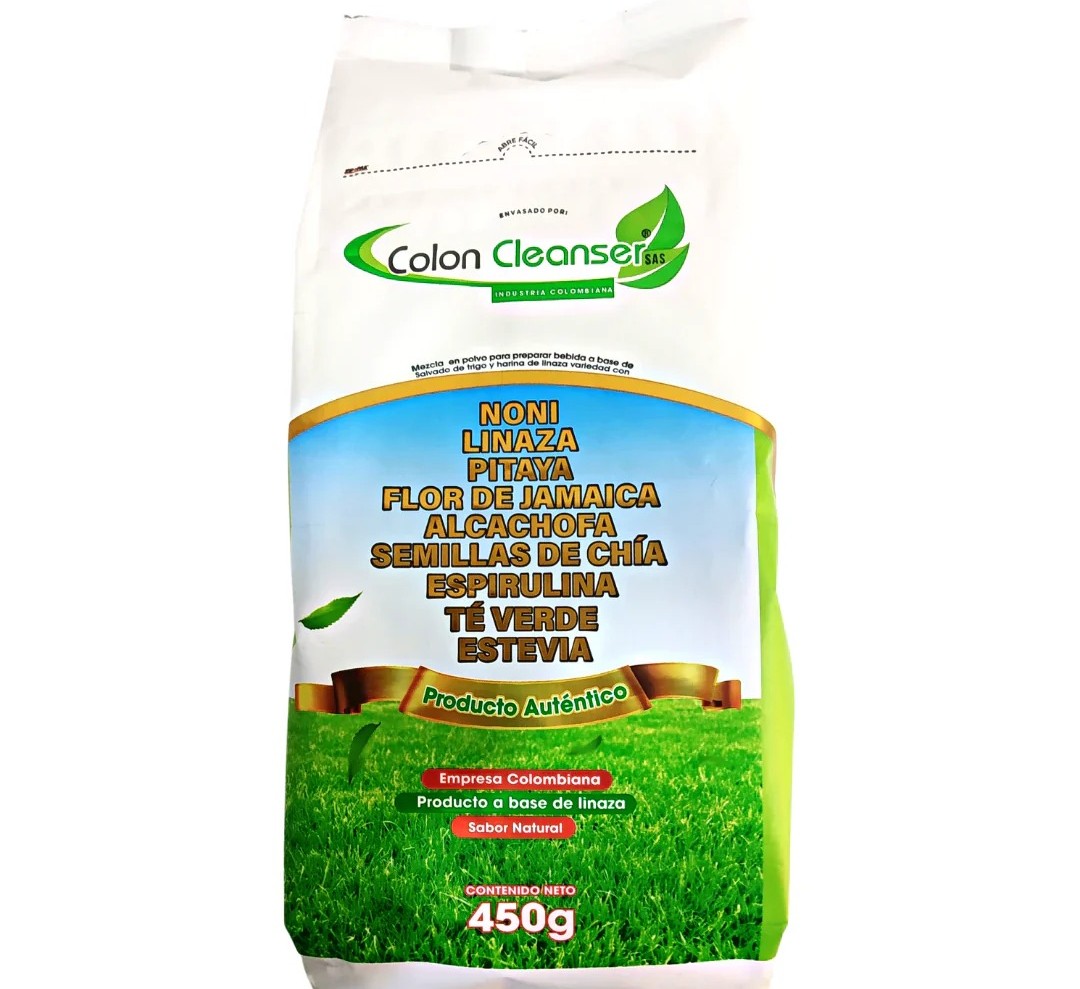 ABRE FÁCIL
ENVASADO POR:
Colon Cleanser® SAS
INDUSTRIA COLOMBIANA
Mezcla en polvo para preparar bebida a base de
Salvado de trigo y harina de linaza variedad con
NONI
LINAZA
PITAYA
FLOR DE JAMAICA
ALCACHOFA
SEMILLAS DE CHÍA
ESPIRULINA
TÉ VERDE
ESTEVIA
Producto Auténtico
Empresa Colombiana
Producto a base de linaza
Sabor Natural
CONTENIDO NETO
450g